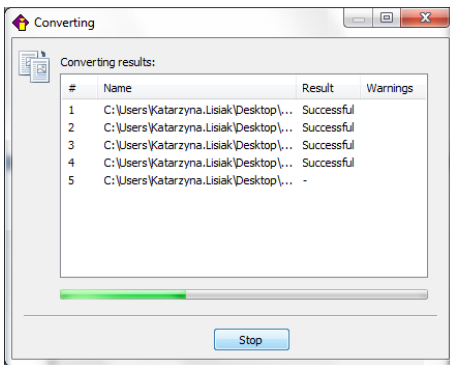 Converting
Converting results:
# Name Result Warnings
1 C:\Users\Katarzyna.Lisiak\Desktop\... Successful
2 C:\Users\Katarzyna.Lisiak\Desktop\... Successful
3 C:\Users\Katarzyna.Lisiak\Desktop\... Successful
4 C:\Users\Katarzyna.Lisiak\Desktop\... Successful
5 C:\Users\Katarzyna.Lisiak\Desktop\... -
Stop